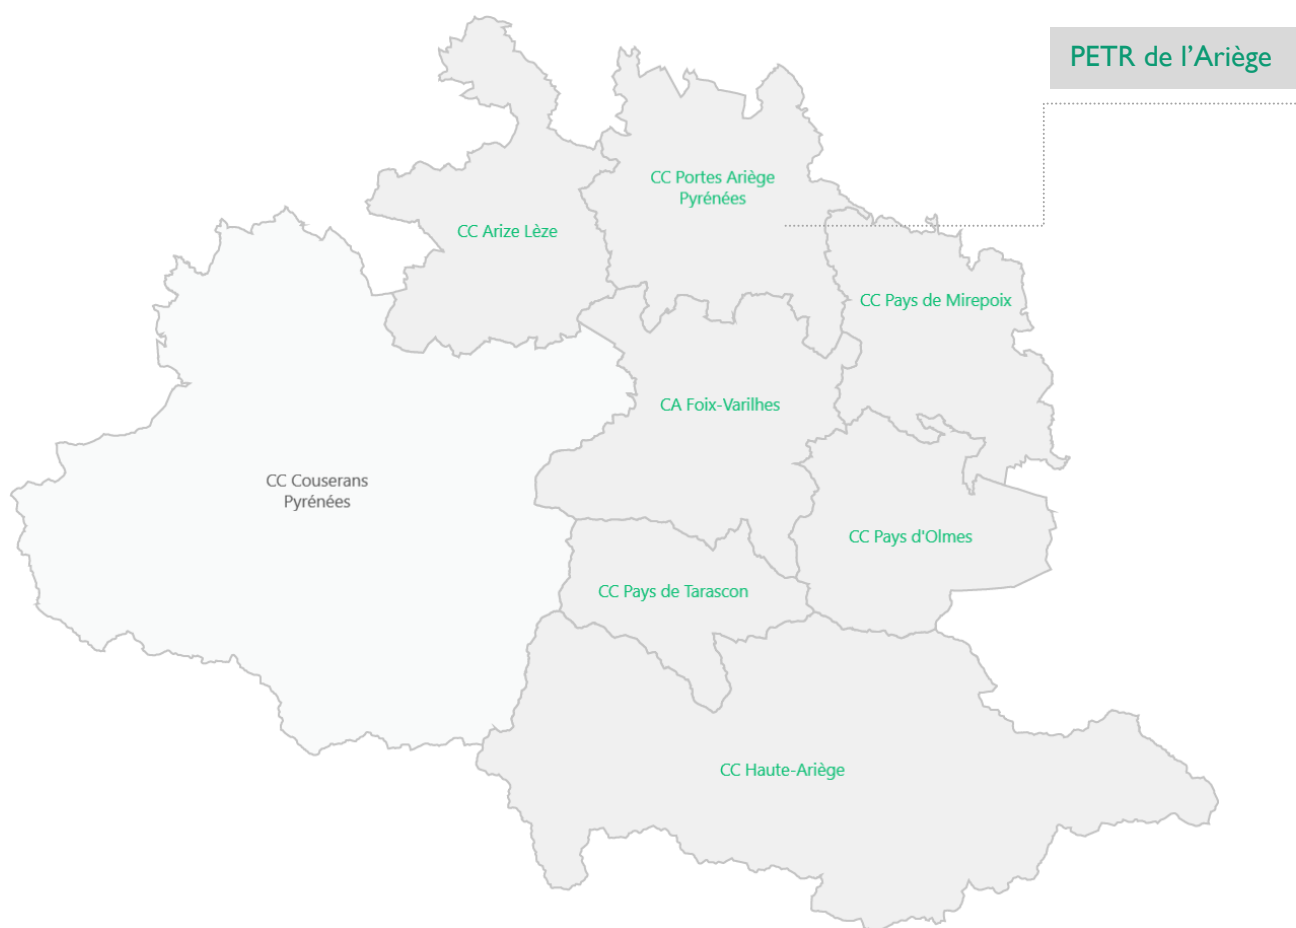 PETR de l'Ariège
CC Portes Ariège
Pyrénées
CC Arize Lèze
CC Pays de Mirepoix
CA Foix-Varilhes
CC Couserans
Pyrénées
CC Pays d'Olmes
CC Pays de Tarascon
CC Haute-Ariège